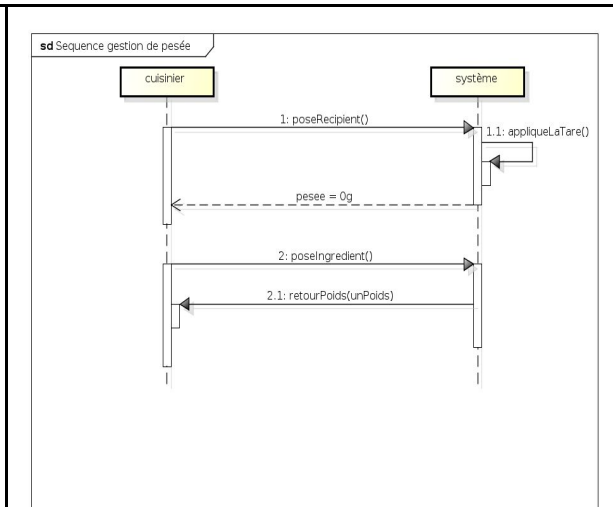 sd Sequence gestion de pesée
cuisinier
système
1: poseRecipient()
1.1: appliqueLaTare()
pesee = 0g
2: poseIngredient()
2.1: retourPoids(unPoids)